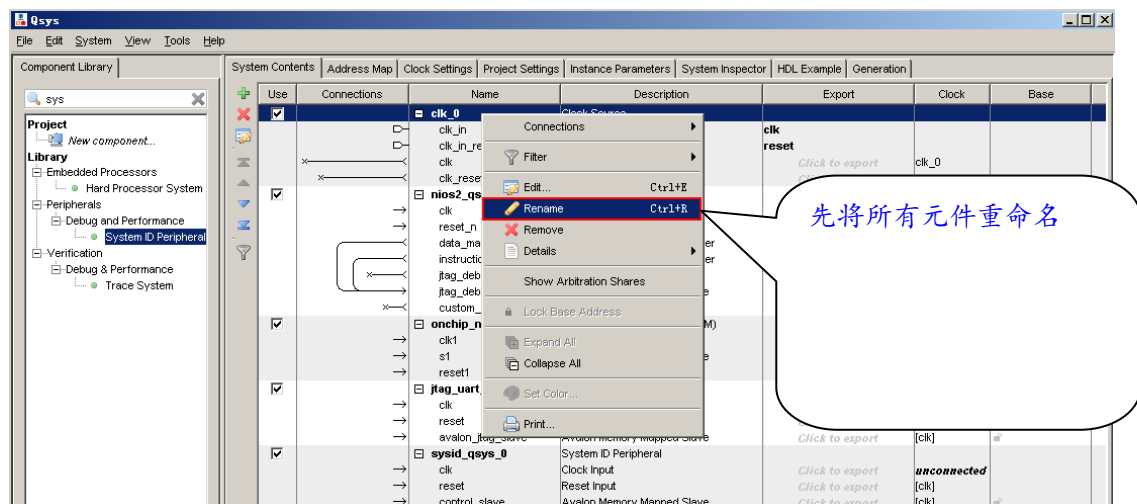 Qsys
File Edit System View Tools Help
Component Library
System Contents Address Map Clock Settings Project Settings Instance Parameters System Inspector HDL Example Generation
sys
Project
New component...
Library
Embedded Processors
Hard Processor System
Peripherals
Debug and Performance
System ID Peripheral
Verification
Debug & Performance
Trace System
Use Connections Name Description Export Clock Base
clk_0 Clock Source
clk_in clk
clk_in_re reset
clk Click to export clk_0
clk_rese
nios2_qs
clk
reset_n
data_ma er
instructic er
jtag_deb
jtag_deb e
custom_
onchip_n M)
clk1
s1 e
reset1
jtag_uart_
clk
reset
avalon_jtag_slave Avalon Memory Mapped Slave Click to export [clk]
sysid_qsys_0 System ID Peripheral
clk Clock Input Click to export unconnected
reset Reset Input Click to export [clk]
control_slave Avalon Memory Mapped Slave Click to export [clk]
Connections
Filter
Edit... Ctrl+E
Rename Ctrl+R
Remove
Details
Show Arbitration Shares
Lock Base Address
Expand All
Collapse All
Set Color...
Print...
先将所有元件重命名